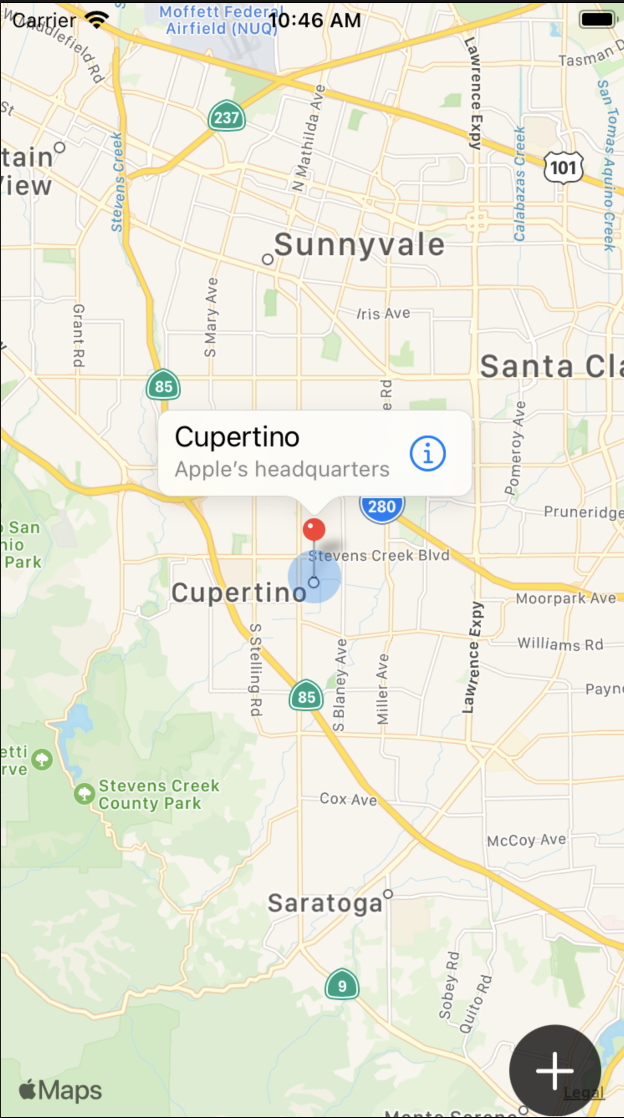 Carrier
10:46 AM
Moffett Federal
Airfield (NUQ)
Tasman D
St
237
N Mathilda Ave
Lawrence Expy
Calabazas Creek
101
San Tomas Aquino Creek
tain
View
Stevens Creek
Sunnyvale
S Mary Ave
Grant Rd
Iris Ave
Santa Cla
85
e Rd
Pomeroy Ave
Cupertino
Apple's headquarters
280
Pruneridge
o San
nio
Park
Stevens Creek Blvd
Cupertino
Moorpark Ave
Williams Rd
S Stelling Rd
S Blaney Ave
Miller Ave
Lawrence Expy
85
Payne
etti
rve
Stevens Creek
County Park
Cox Ave
McCoy Ave
Saratoga
9
Sobey Rd
Quito Rd
Maps
Legal
Monte Sereno